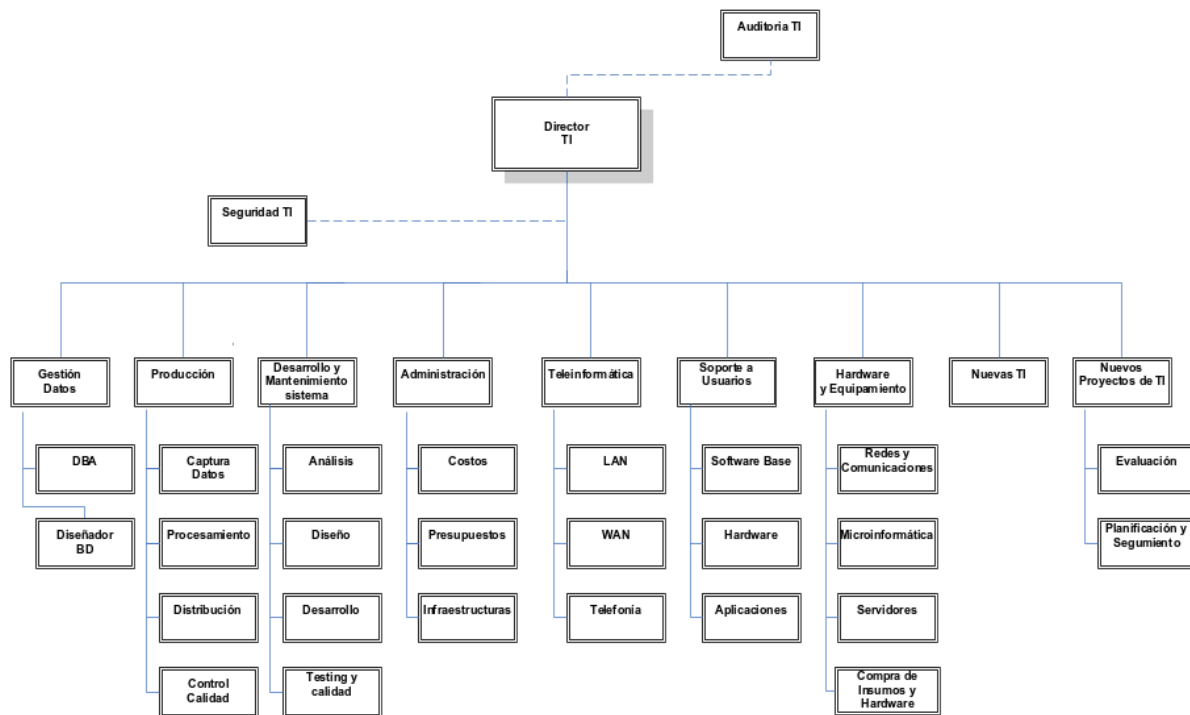 Auditoria TI
Director
TI
Seguridad TI
Gestión
Datos
Producción
Desarrollo y
Mantenimiento
sistema
Administración
Teleinformática
Soporte a
Usuarios
Hardware
y Equipamiento
Nuevas TI
Nuevos
Proyectos de TI
DBA
Captura
Datos
Análisis
Costos
LAN
Software Base
Redes y
Comunicaciones
Evaluación
Diseñador
BD
Procesamiento
Diseño
Presupuestos
WAN
Hardware
Microinformática
Planificación y
Segumiento
Distribución
Desarrollo
Infraestructuras
Telefonía
Aplicaciones
Servidores
Control
Calidad
Testing y
calidad
Compra de
Insumos y
Hardware